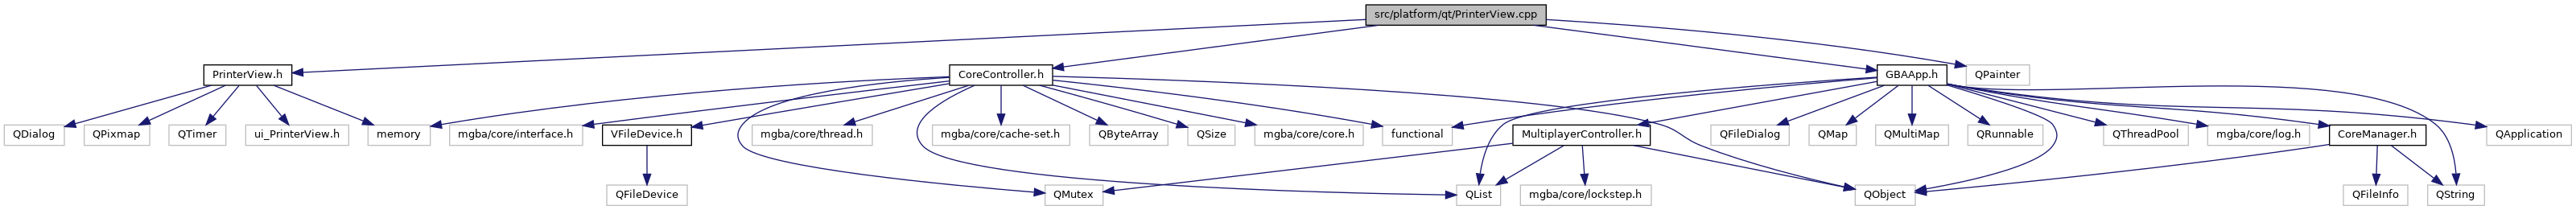 src/platform/qt/PrinterView.cpp
PrinterView.h
CoreController.h
GBAApp.h
QPainter
QDialog
QPixmap
QTimer
ui_PrinterView.h
memory
mgba/core/interface.h
VFileDevice.h
mgba/core/thread.h
mgba/core/cache-set.h
QByteArray
QSize
mgba/core/core.h
functional
MultiplayerController.h
QFileDialog
QMap
QMultiMap
QRunnable
QThreadPool
mgba/core/log.h
CoreManager.h
QApplication
QFileDevice
QMutex
QList
mgba/core/lockstep.h
QObject
QFileInfo
QString